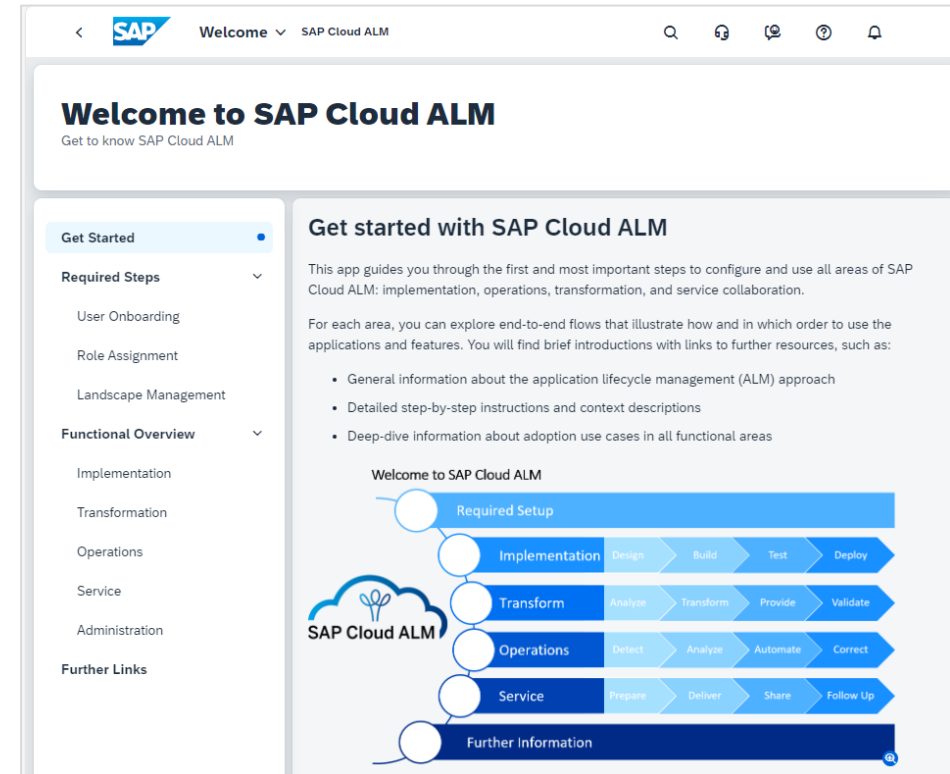 SAP Welcome SAP Cloud ALM
Welcome to SAP Cloud ALM
Get to know SAP Cloud ALM
Get Started
Required Steps
User Onboarding
Role Assignment
Landscape Management
Functional Overview
Implementation
Transformation
Operations
Service
Administration
Further Links
Get started with SAP Cloud ALM
This app guides you through the first and most important steps to configure and use all areas of SAP
Cloud ALM: implementation, operations, transformation, and service collaboration.
For each area, you can explore end-to-end flows that illustrate how and in which order to use the
applications and features. You will find brief introductions with links to further resources, such as:
• General information about the application lifecycle management (ALM) approach
• Detailed step-by-step instructions and context descriptions
• Deep-dive information about adoption use cases in all functional areas
Welcome to SAP Cloud ALM
Required Setup
Implementation Design Build Test Deploy
Transform Analyze Transform Provide Validate
SAP Cloud ALM
Operations Detect Analyze Automate Correct
Service Prepare Deliver Share Follow Up
Further Information